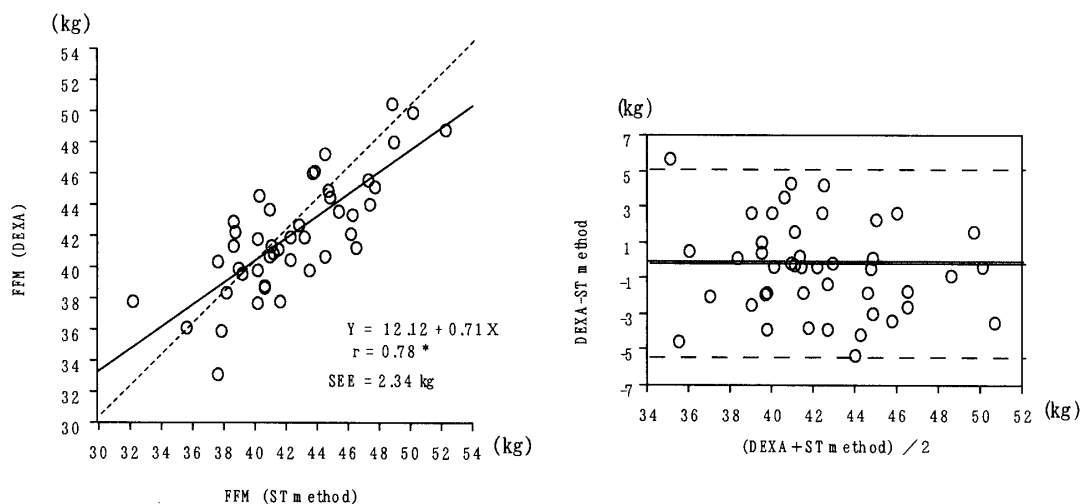 (kg)
54
52
50
48
46
44
42
40
38
36
34
32
30
FFM (DEXA)
Y = 12.12 + 0.71 X
r = 0.78 *
SEE = 2.34 kg
30 32 34 36 38 40 42 44 46 48 50 52 54
(kg)
FFM (ST method)
(kg)
7
5
3
1
-1
-3
-5
-7
DEXA-ST method
34 36 38 40 42 44 46 48 50 52
(kg)
(DEXA+ST method) / 2